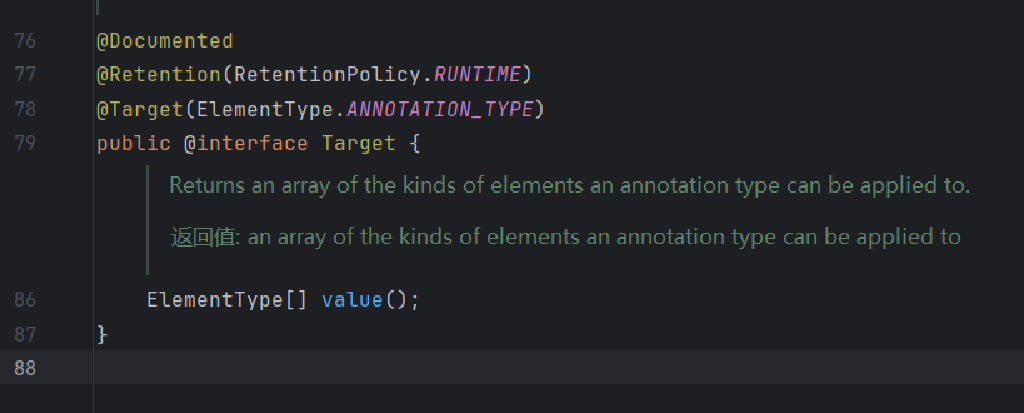 76 @Documented
77 @Retention(RetentionPolicy.RUNTIME)
78 @Target(ElementType.ANNOTATION_TYPE)
79 public @interface Target {
Returns an array of the kinds of elements an annotation type can be applied to.
返回值: an array of the kinds of elements an annotation type can be applied to
86 ElementType[] value();
87 }
88